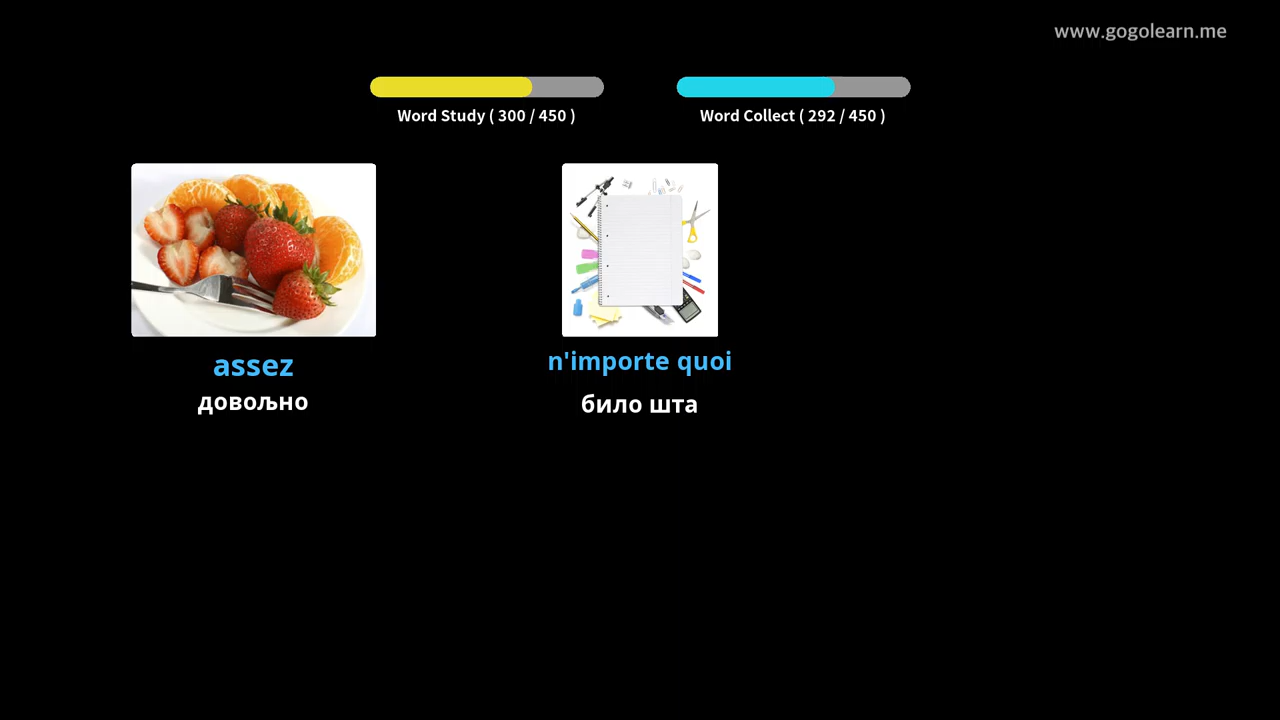 www.gogolearn.me
Word Study ( 300 / 450 )
Word Collect ( 292 / 450 )
assez
довољно
n'importe quoi
било шта